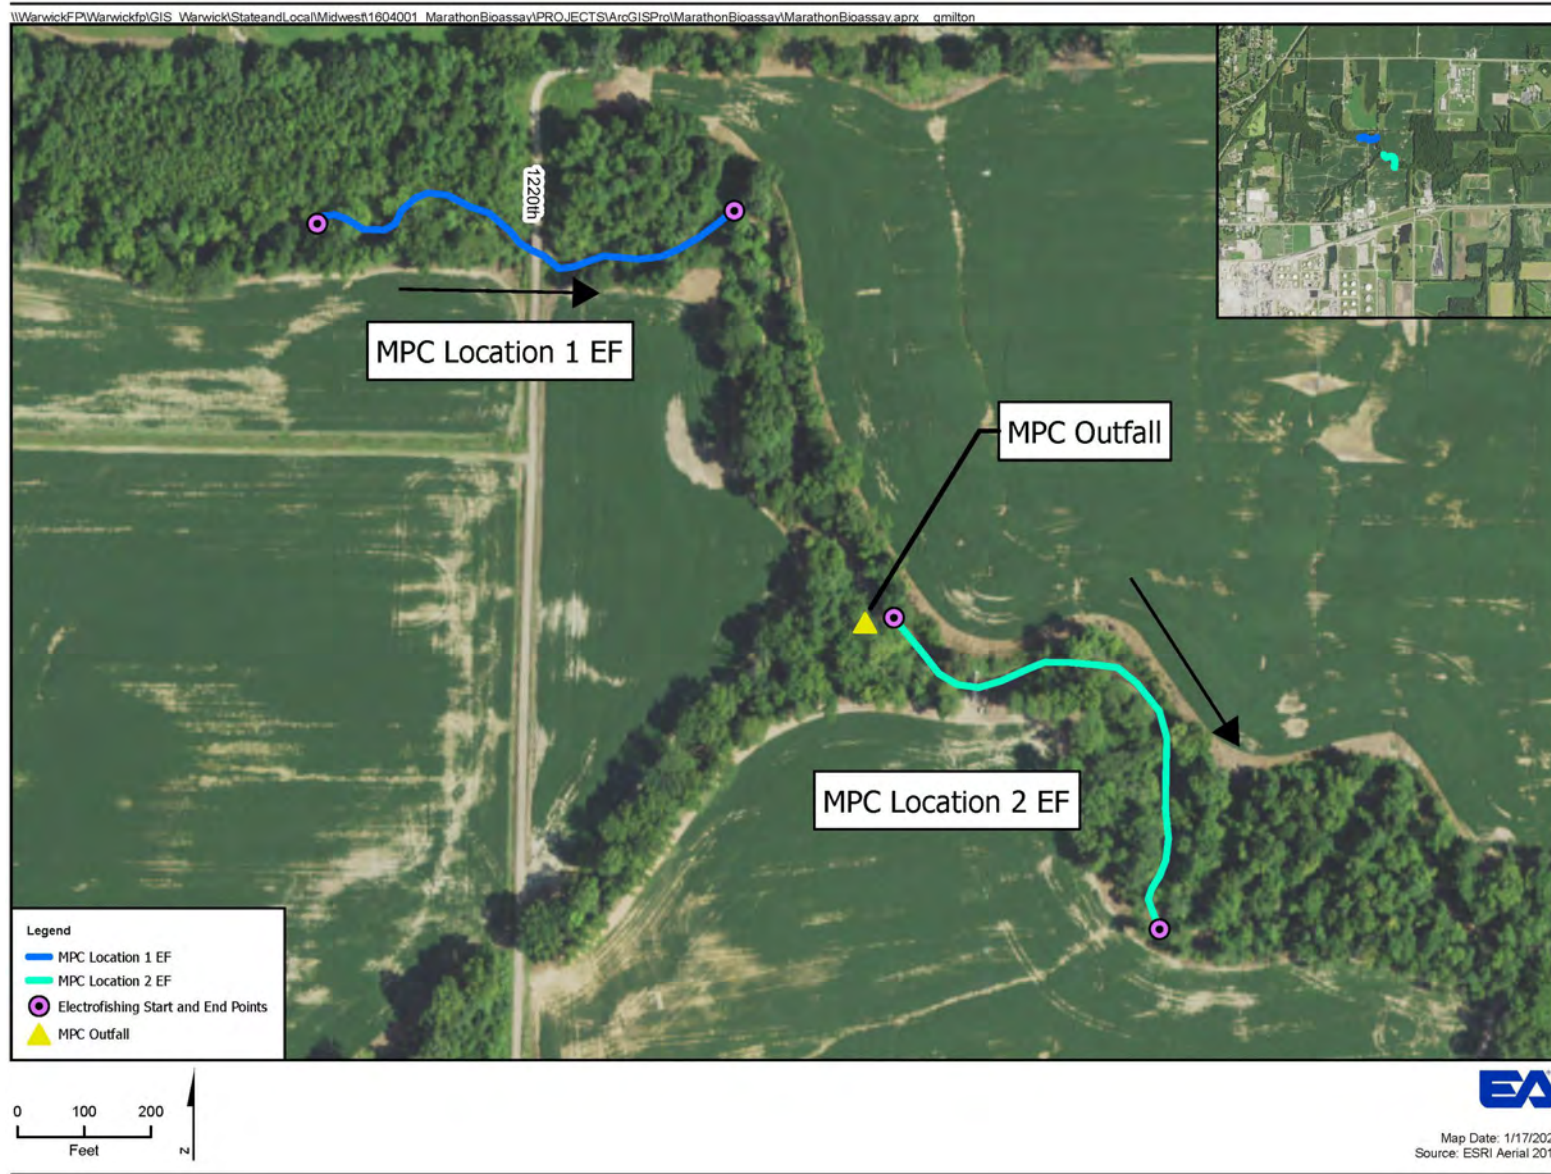 \\WarwickFP\Warwickfp\GIS_Warwick\StateandLocal\Midwest\1604001_MarathonBioassay\PROJECTS\ArcGISPro\MarathonBioassay\MarathonBioassay.aprx qmilton
1220th
MPC Location 1 EF
MPC Outfall
MPC Location 2 EF
Legend
MPC Location 1 EF
MPC Location 2 EF
Electrofishing Start and End Points
MPC Outfall
0 100 200
Feet
N
EA
Map Date: 1/17/202
Source: ESRI Aerial 201